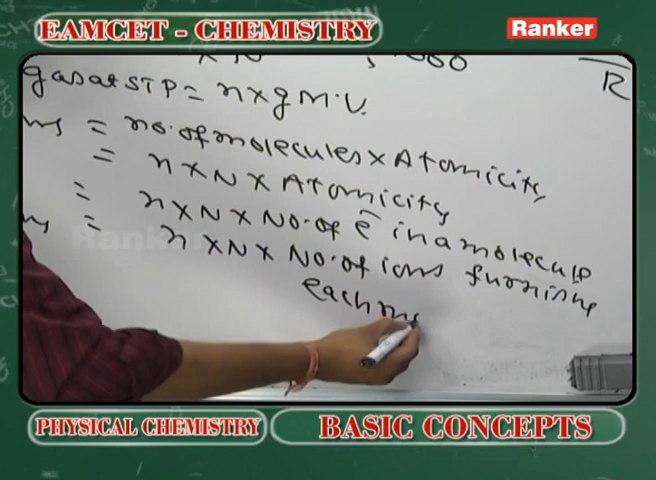 EAMCET - CHEMISTRY
Ranker
gas at STP = n x g M.V.
R
= no. of molecules x Atomicity
= n x N x Atomicity
= n x N x No. of e̅ in a molecule
= n x N x No. of ions furnishing
each
Ranker
PHYSICAL CHEMISTRY
BASIC CONCEPTS